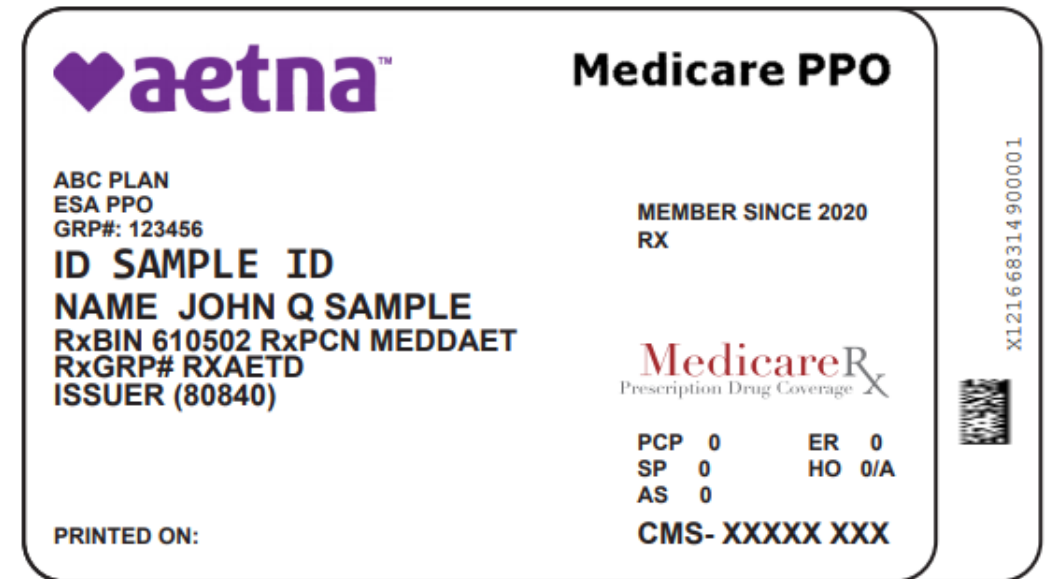 aetna™
Medicare PPO
ABC PLAN
ESA PPO
GRP#: 123456
ID SAMPLE ID
NAME JOHN Q SAMPLE
RxBIN 610502 RxPCN MEDDAET
RxGRP# RXAETD
ISSUER (80840)
PRINTED ON:
MEMBER SINCE 2020
RX
MedicareRx
Prescription Drug Coverage
PCP 0 ER 0
SP 0 HO 0/A
AS 0
CMS- XXXXX XXX
X121668314900001